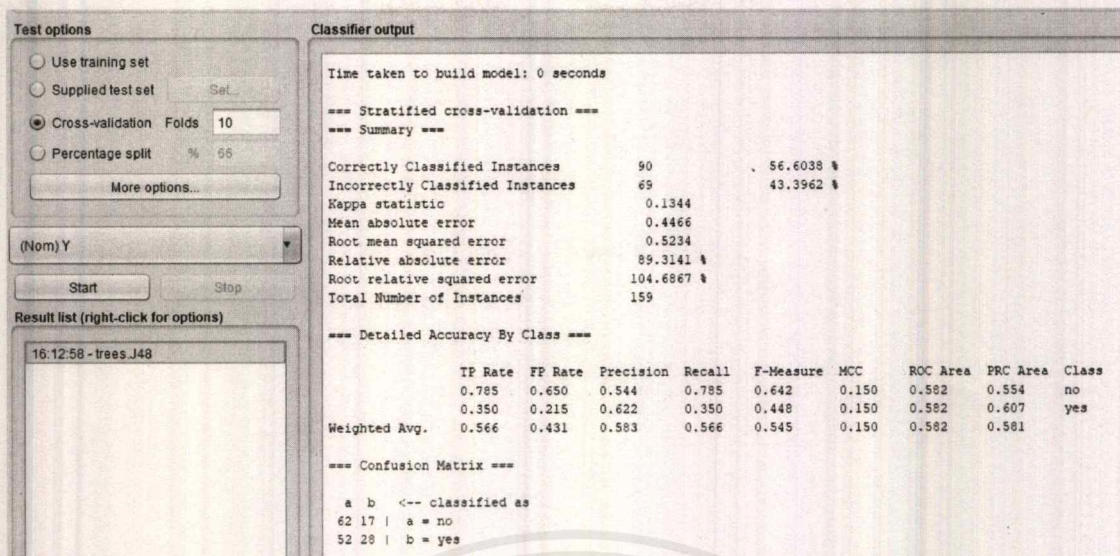 Test options
Use training set
Supplied test set Set...
Cross-validation Folds 10
Percentage split % 66
More options...
(Nom) Y
Start Stop
Result list (right-click for options)
16:12:58 - trees.J48
Classifier output
Time taken to build model: 0 seconds
=== Stratified cross-validation ===
=== Summary ===
Correctly Classified Instances 90 56.6038 %
Incorrectly Classified Instances 69 43.3962 %
Kappa statistic 0.1344
Mean absolute error 0.4466
Root mean squared error 0.5234
Relative absolute error 89.3141 %
Root relative squared error 104.6867 %
Total Number of Instances 159
=== Detailed Accuracy By Class ===
TP Rate FP Rate Precision Recall F-Measure MCC ROC Area PRC Area Class
0.785 0.650 0.544 0.785 0.642 0.150 0.582 0.554 no
0.350 0.215 0.622 0.350 0.448 0.150 0.582 0.607 yes
Weighted Avg. 0.566 0.431 0.583 0.566 0.545 0.150 0.582 0.581
=== Confusion Matrix ===
a b <-- classified as
62 17 | a = no
52 28 | b = yes